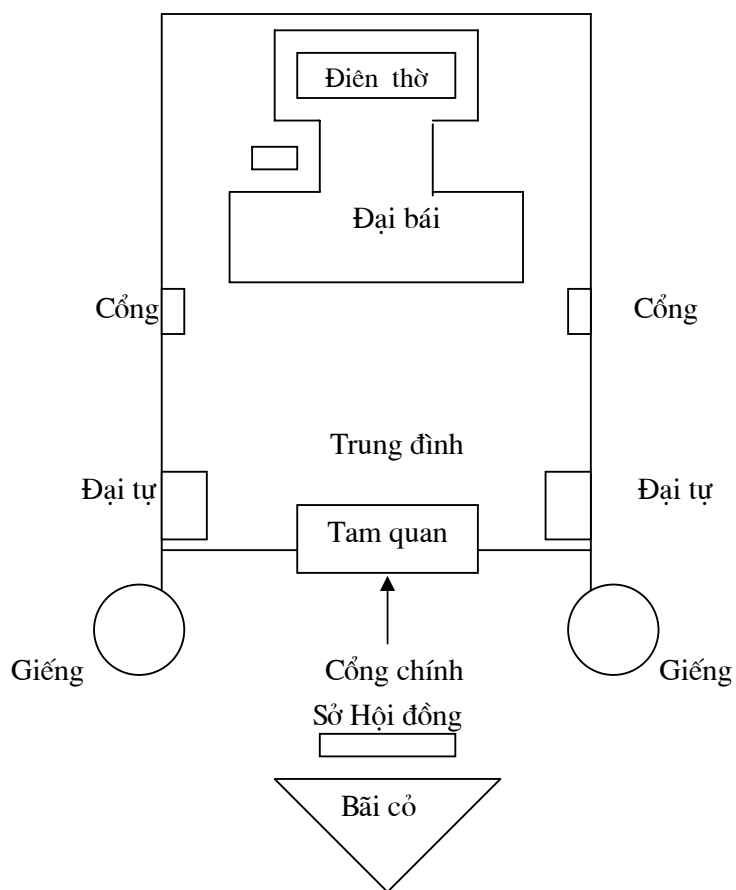 Điên thờ
Đại bái
Cổng
Cổng
Trung đình
Đại tự
Đại tự
Tam quan
Giếng
Giếng
Cổng chính
Sở Hội đồng
Bãi cỏ